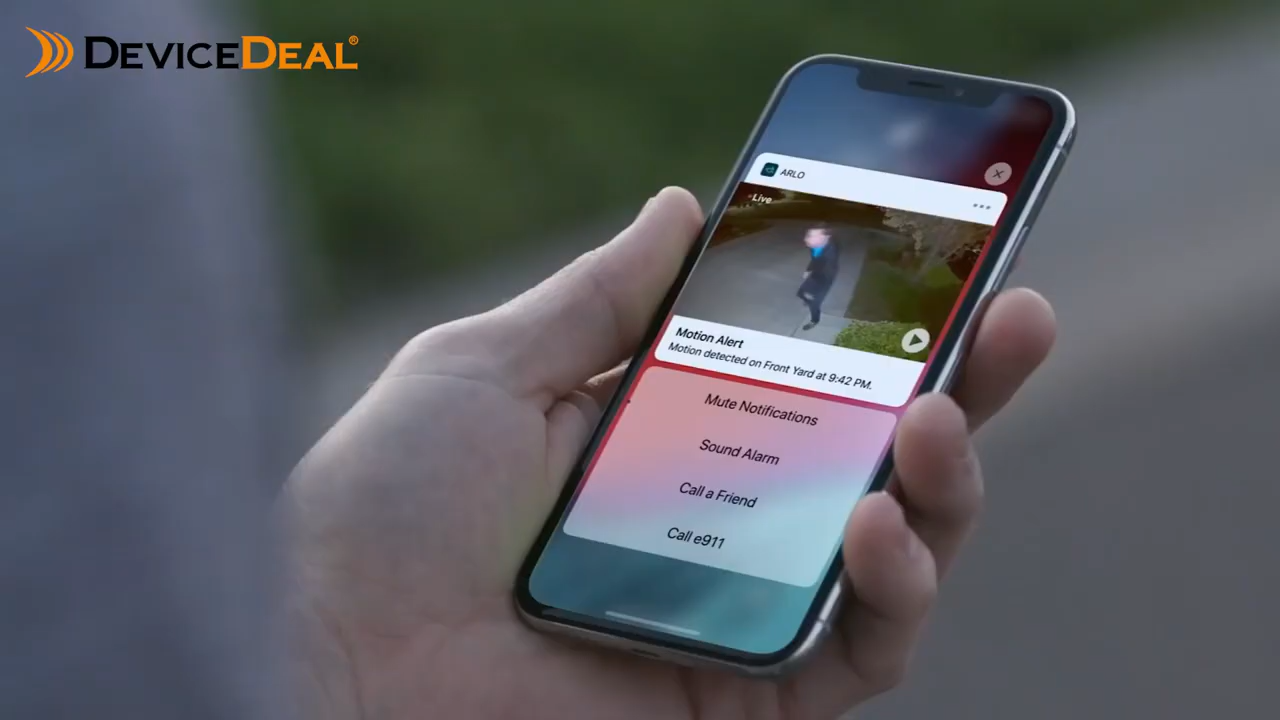 DEVICEDEAL®
ARLO
Live
Motion Alert
Motion detected on Front Yard at 9:42 PM.
Mute Notifications
Sound Alarm
Call a Friend
Call e911